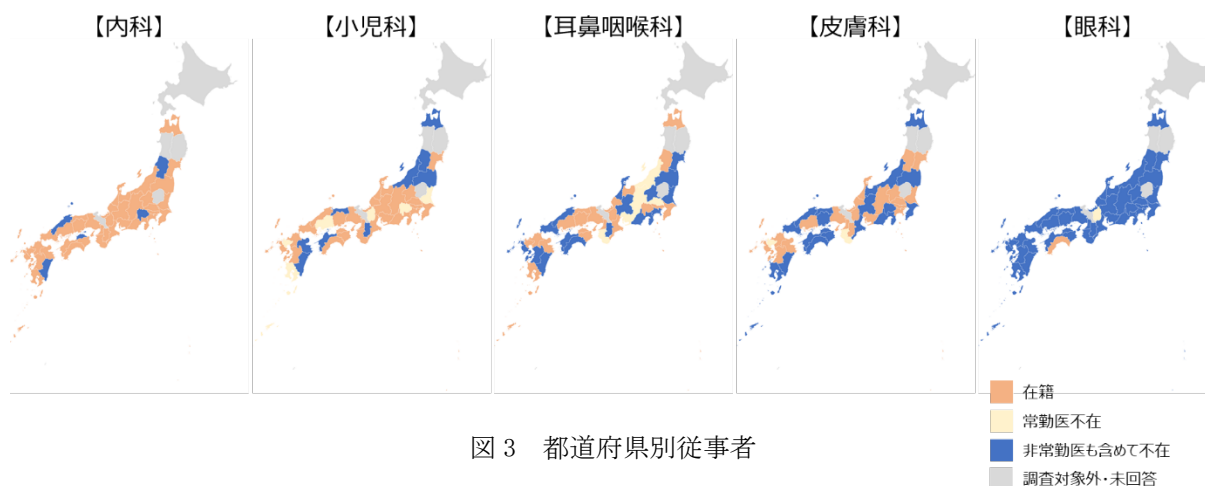 【内科】
【小児科】
【耳鼻咽喉科】
【皮膚科】
【眼科】
在籍
常勤医不在
非常勤医も含めて不在
調査対象外・未回答
図3　都道府県別従事者